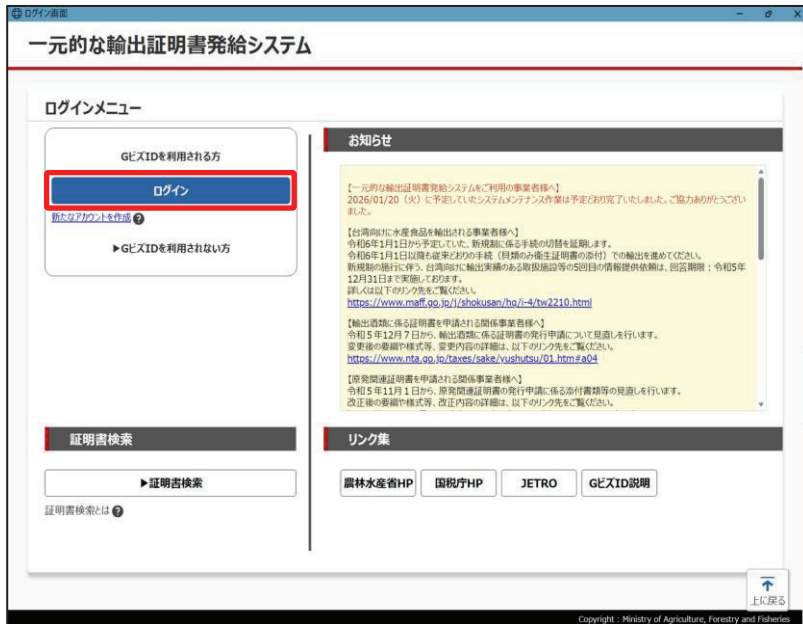 ログイン画面
一元的な輸出証明書発給システム
ログインメニュー
GビズIDを利用される方
ログイン
新たなアカウントを作成 ?
▶GビズIDを利用されない方
お知らせ
【一元的な輸出証明書発給システムをご利用の事業者様へ】
2026/01/20（火）に予定していたシステムメンテナンス作業は予定どおり完了いたしました。ご協力ありがとうござい
ました。
【台湾向けに水産食品を輸出される事業者様へ】
令和6年1月1日から予定していた、新規制に係る手続の切替を延期します。
令和6年1月1日以降も従来どおりの手続（貝類のみ衛生証明書の添付）での輸出を進めてください。
新規制の施行に伴う、台湾向けに輸出実績のある取扱施設等の5回目の情報提供依頼は、回答期限：令和5年
12月31日まで実施しております。
詳しくは以下のリンク先をご覧ください。
https://www.maff.go.jp/j/shokusan/hq/i-4/tw2210.html
【輸出酒類に係る証明書を申請される関係事業者様へ】
令和５年12月７日から、輸出酒類に係る証明書の発行申請について見直しを行います。
変更後の要綱や様式等、変更内容の詳細は、以下のリンク先をご覧ください。
https://www.nta.go.jp/taxes/sake/yushutsu/01.htm#a04
【原発関連証明書を申請される関係事業者様へ】
令和５年11月１日から、原発関連証明書の発行申請に係る添付書類等の見直しを行います。
改正後の要綱や様式等、改正内容の詳細は、以下のリンク先をご覧ください。
証明書検索
▶証明書検索
証明書検索とは ?
リンク集
農林水産省HP 国税庁HP JETRO GビズID説明
上に戻る
Copyright : Ministry of Agriculture, Forestry and Fisheries